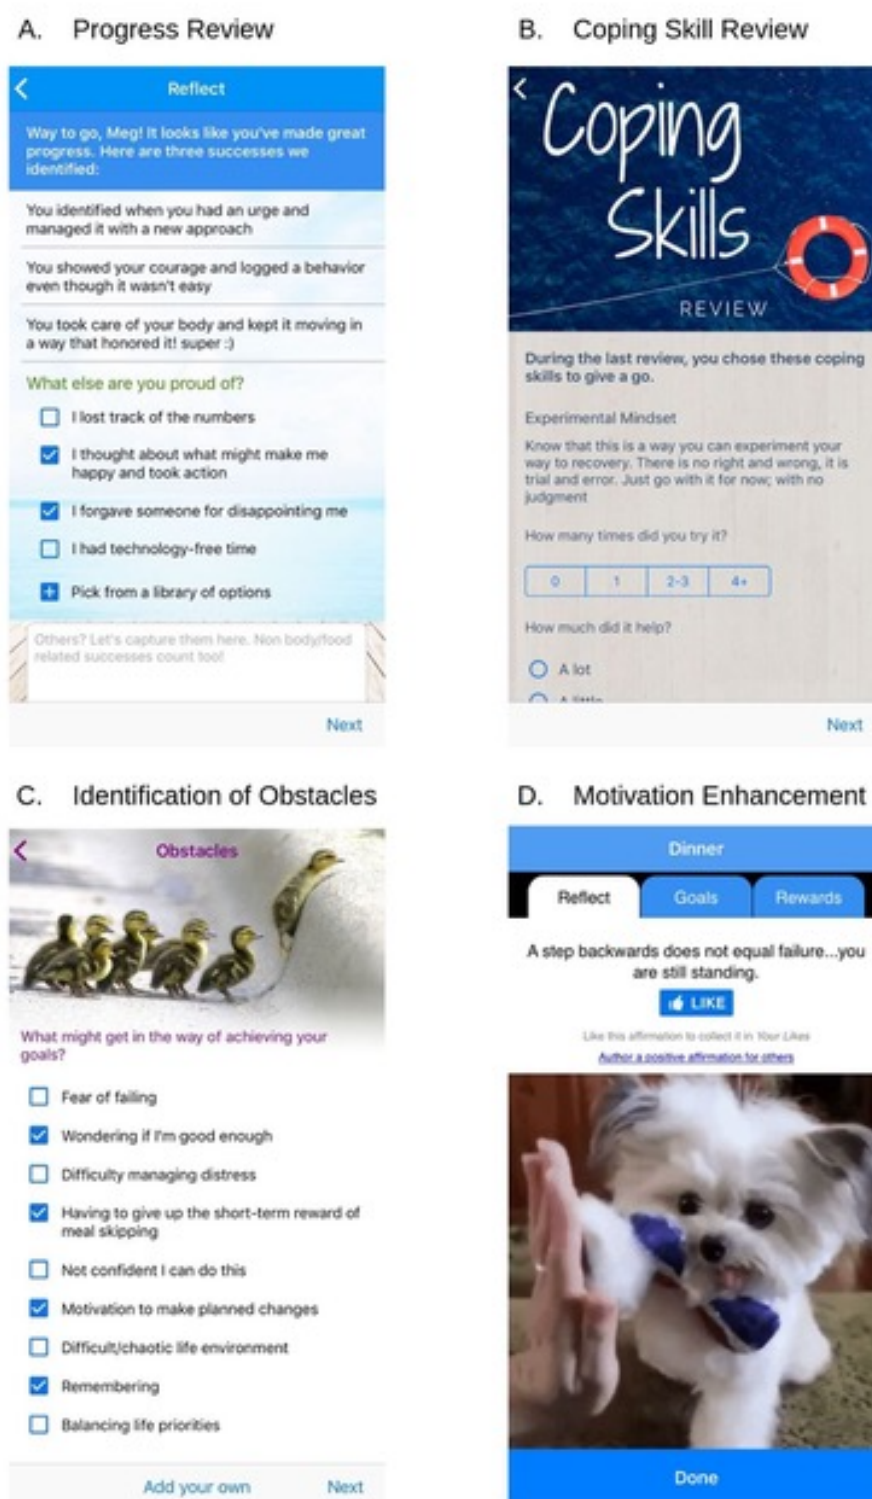 A. Progress Review
Reflect
Way to go, Meg! It looks like you've made great
progress. Here are three successes we
identified:
You identified when you had an urge and
managed it with a new approach
You showed your courage and logged a behavior
even though it wasn't easy
You took care of your body and kept it moving in
a way that honored it! super :)
What else are you proud of?
I lost track of the numbers
I thought about what might make me
happy and took action
I forgave someone for disappointing me
I had technology-free time
Pick from a library of options
Others? Let's capture them here. Non body/food
related successes count too!
Next
B. Coping Skill Review
Coping
Skills
REVIEW
During the last review, you chose these coping
skills to give a go.
Experimental Mindset
Know that this is a way you can experiment your
way to recovery. There is no right and wrong, it is
trial and error. Just go with it for now; with no
judgment
How many times did you try it?
0 1 2-3 4+
How much did it help?
A lot
Next
C. Identification of Obstacles
Obstacles
What might get in the way of achieving your
goals?
Fear of failing
Wondering if I'm good enough
Difficulty managing distress
Having to give up the short-term reward of
meal skipping
Not confident I can do this
Motivation to make planned changes
Difficult/chaotic life environment
Remembering
Balancing life priorities
Add your own Next
D. Motivation Enhancement
Dinner
Reflect Goals Rewards
A step backwards does not equal failure...you
are still standing.
LIKE
Like this affirmation to collect it in Your Likes
Author a positive affirmation for others
Done